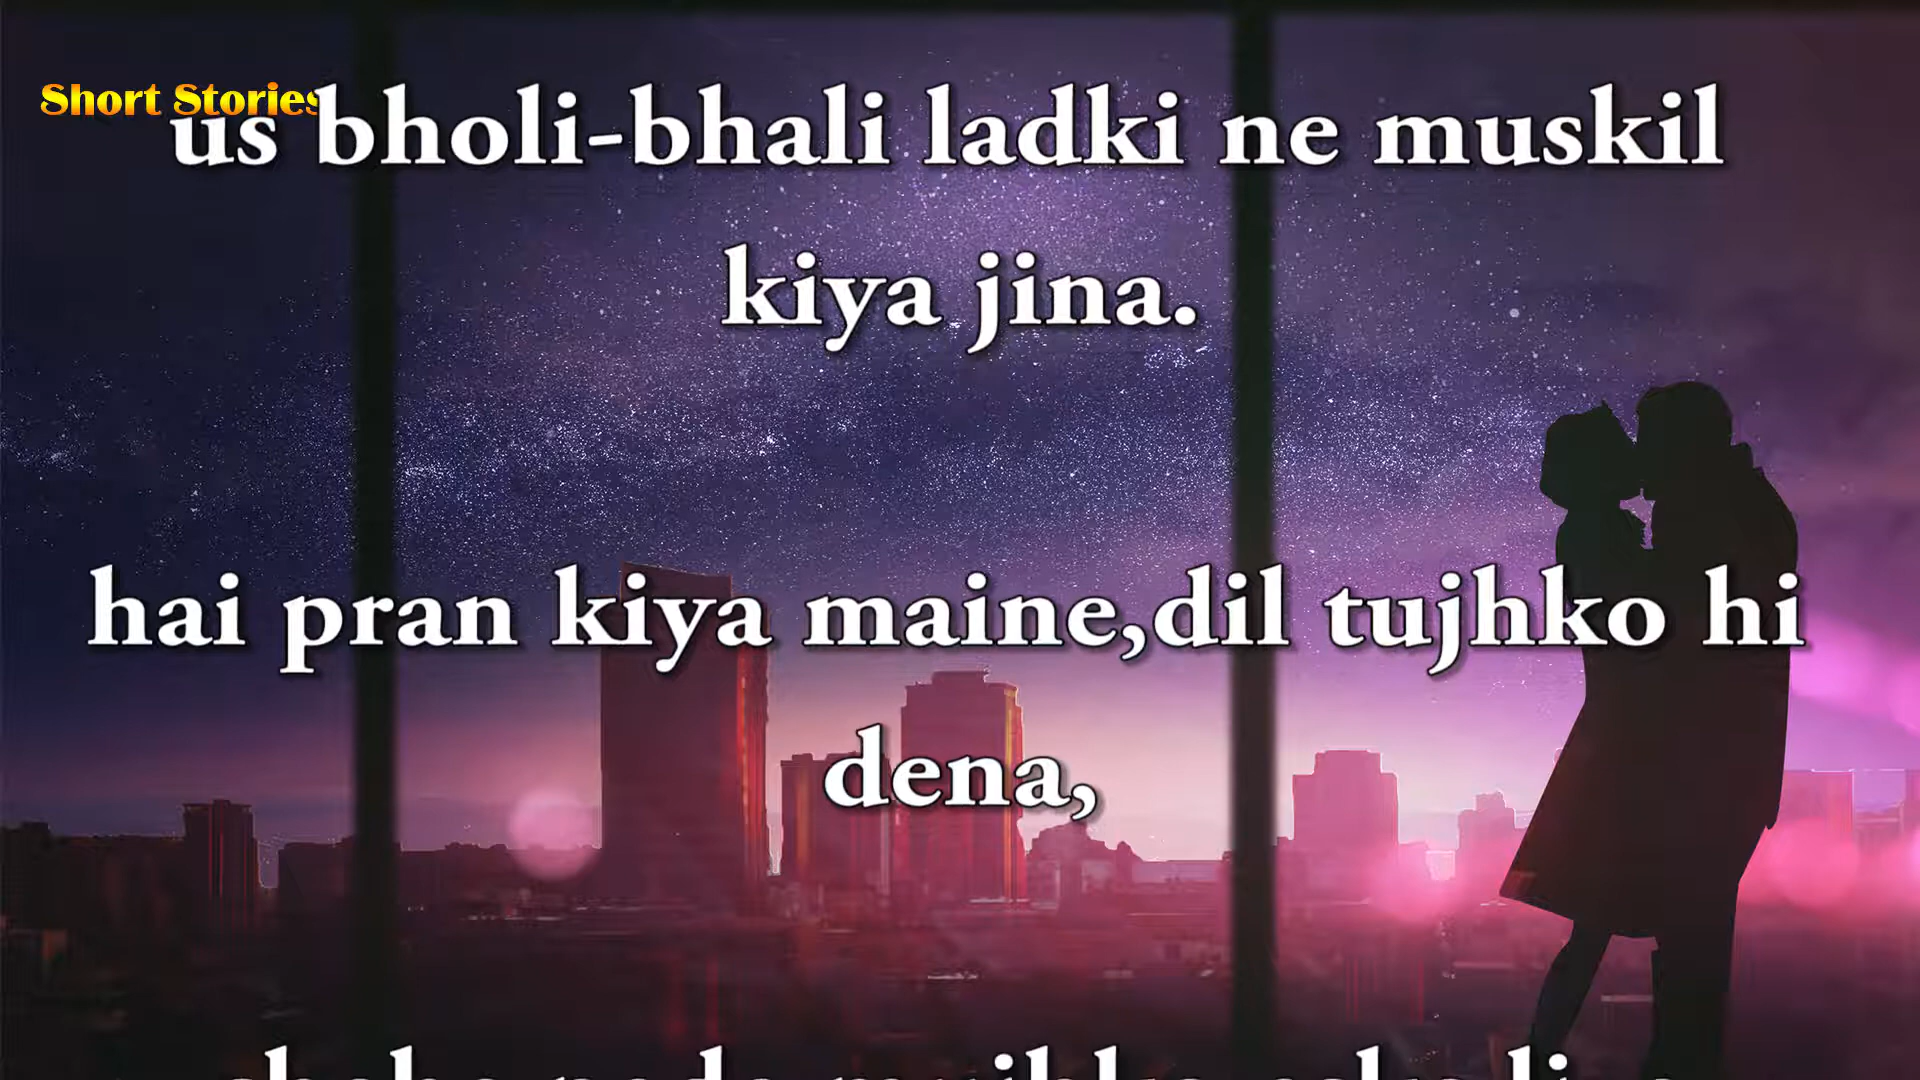 Short Stories
us bholi-bhali ladki ne muskil
kiya jina.
hai pran kiya maine,dil tujhko hi
dena,